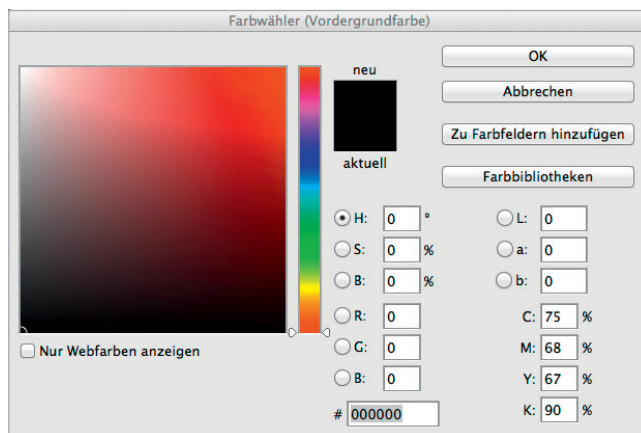 Farbwähler (Vordergrundfarbe)
neu
aktuell
OK
Abbrechen
Zu Farbfeldern hinzufügen
Farbbibliotheken
H: 0 °
S: 0 %
B: 0 %
R: 0
G: 0
B: 0
# 000000
L: 0
a: 0
b: 0
C: 75 %
M: 68 %
Y: 67 %
K: 90 %
Nur Webfarben anzeigen